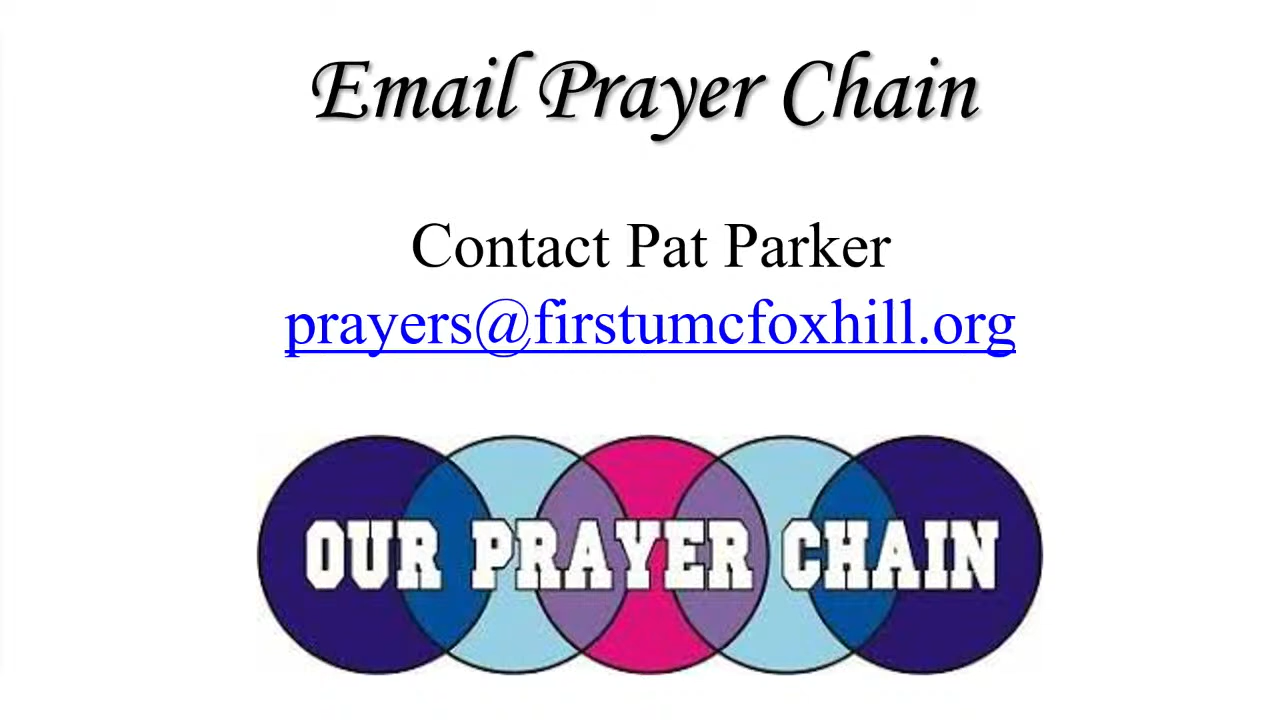 Email Prayer Chain
Contact Pat Parker
prayers@firstumcfoxhill.org
OUR PRAYER CHAIN